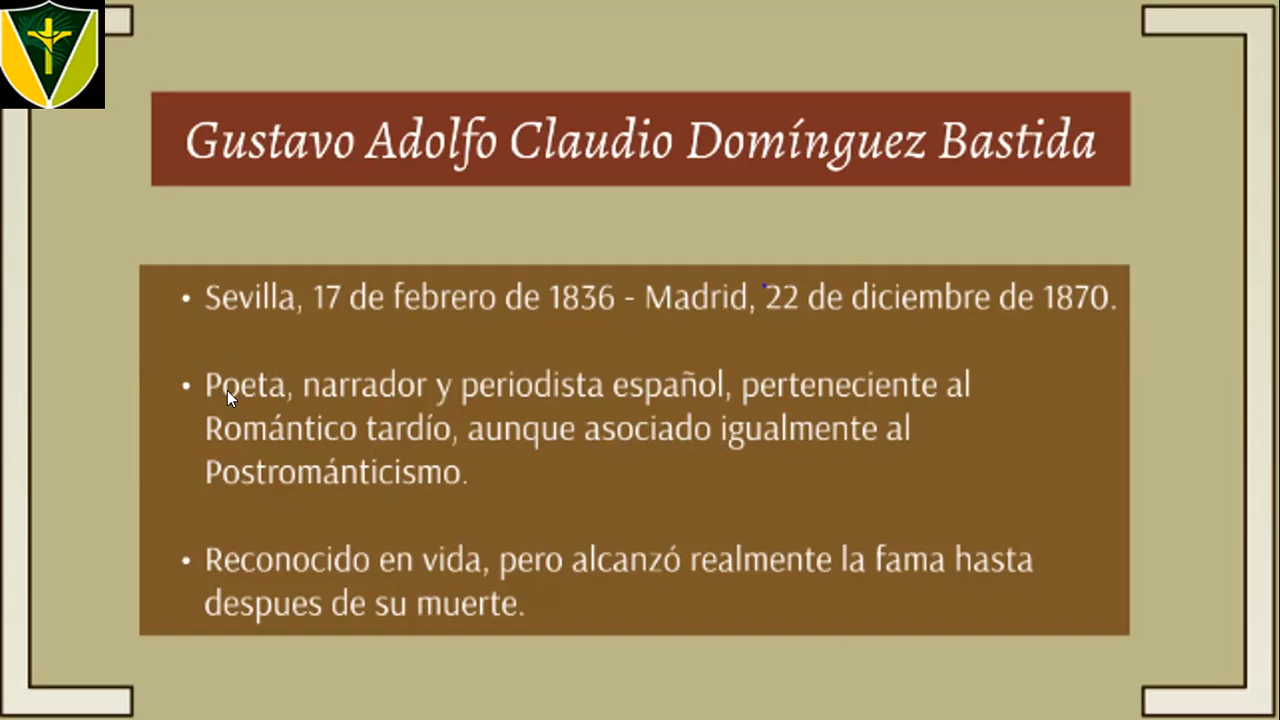 Gustavo Adolfo Claudio Domínguez Bastida
• Sevilla, 17 de febrero de 1836 - Madrid, 22 de diciembre de 1870.
• Poeta, narrador y periodista español, perteneciente al
Romántico tardío, aunque asociado igualmente al
Postrománticismo.
• Reconocido en vida, pero alcanzó realmente la fama hasta
despues de su muerte.